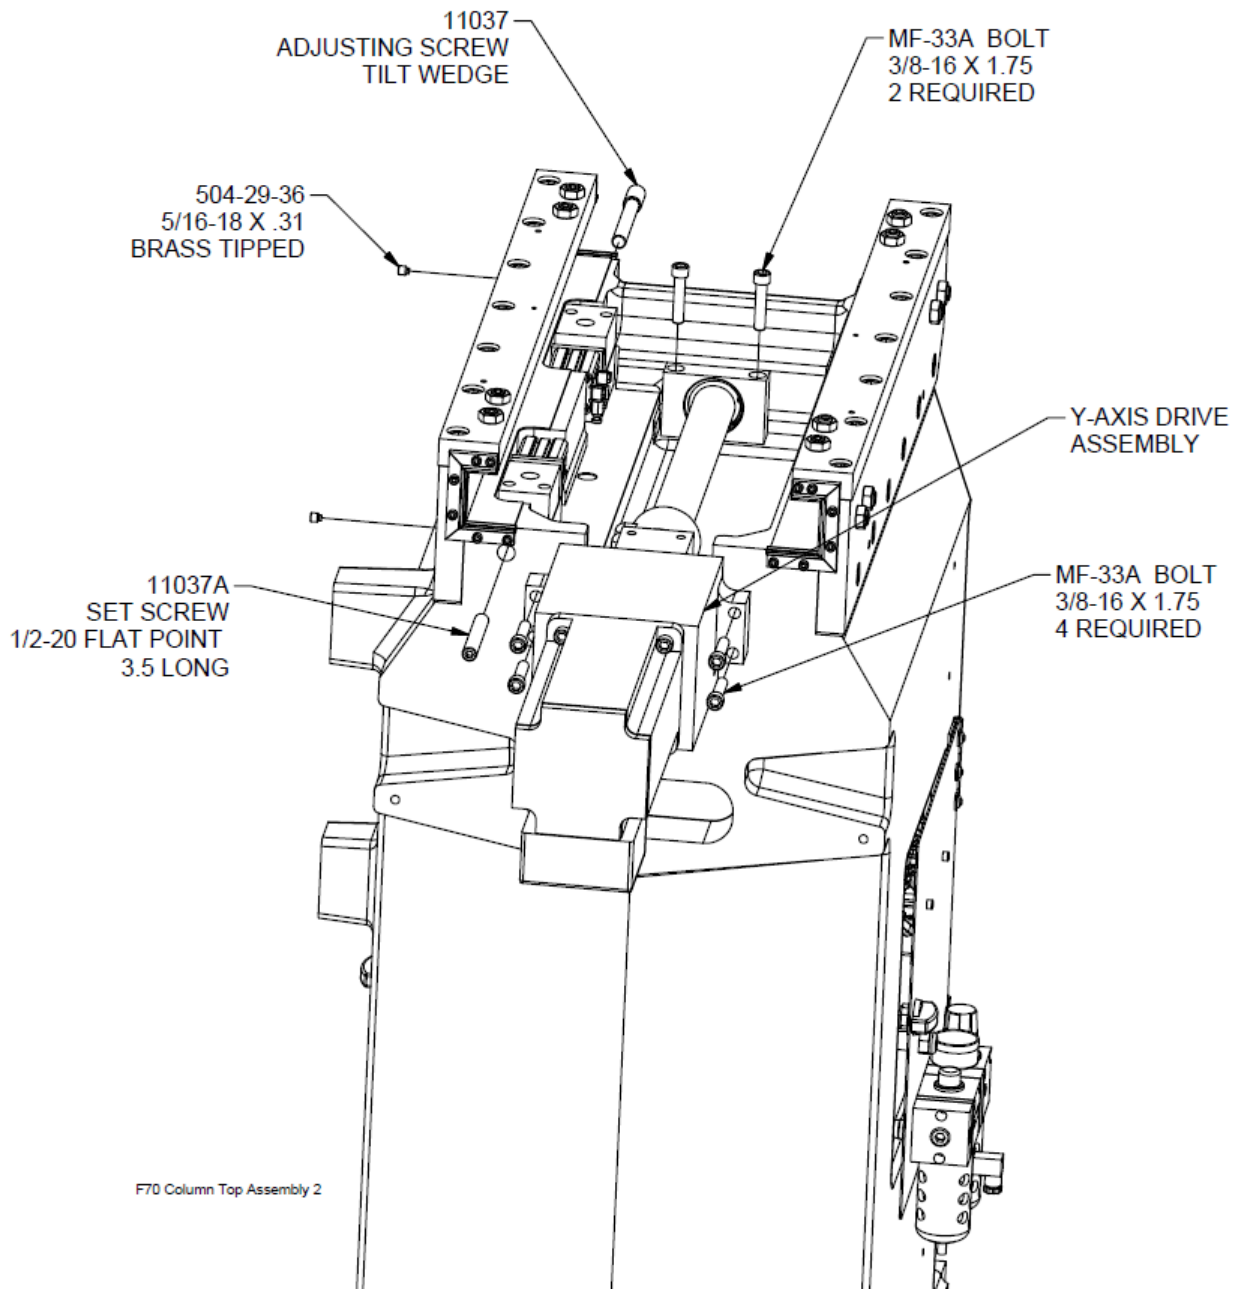 11037
ADJUSTING SCREW
TILT WEDGE
MF-33A BOLT
3/8-16 X 1.75
2 REQUIRED
504-29-36
5/16-18 X .31
BRASS TIPPED
Y-AXIS DRIVE
ASSEMBLY
11037A
SET SCREW
1/2-20 FLAT POINT
3.5 LONG
MF-33A BOLT
3/8-16 X 1.75
4 REQUIRED
F70 Column Top Assembly 2